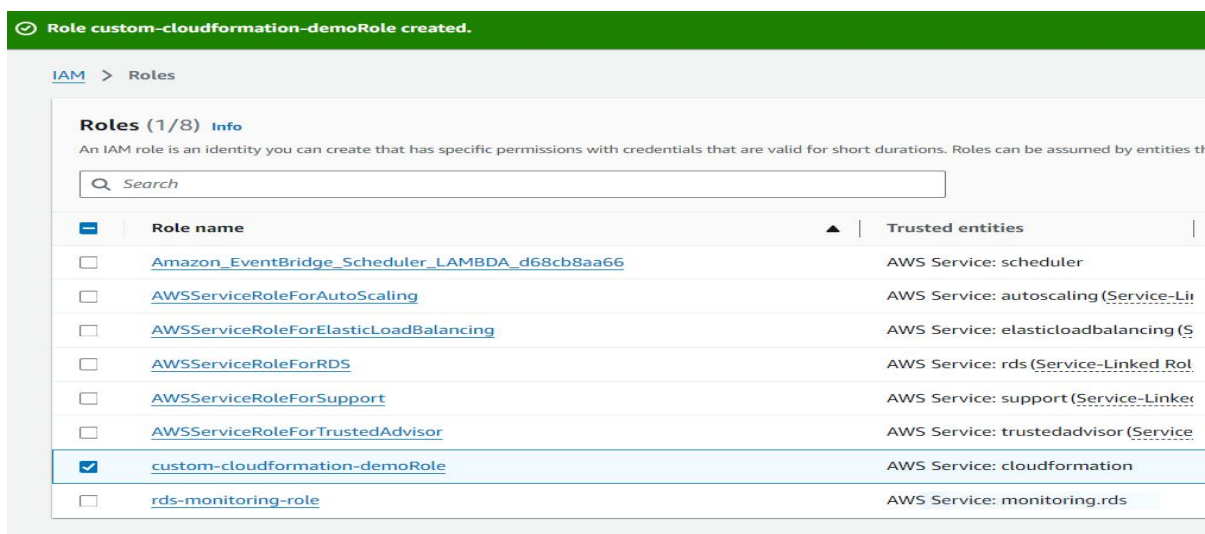 Role custom-cloudformation-demoRole created.
IAM > Roles
Roles (1/8) Info
An IAM role is an identity you can create that has specific permissions with credentials that are valid for short durations. Roles can be assumed by entities
Search
Role name Trusted entities
Amazon_EventBridge_Scheduler_LAMBDA_d68cb8aa66 AWS Service: scheduler
AWSServiceRoleForAutoScaling AWS Service: autoscaling (Service-Li
AWSServiceRoleForElasticLoadBalancing AWS Service: elasticloadbalancing (S
AWSServiceRoleForRDS AWS Service: rds (Service-Linked Rol
AWSServiceRoleForSupport AWS Service: support (Service-Linke
AWSServiceRoleForTrustedAdvisor AWS Service: trustedadvisor (Service
custom-cloudformation-demoRole AWS Service: cloudformation
rds-monitoring-role AWS Service: monitoring.rds